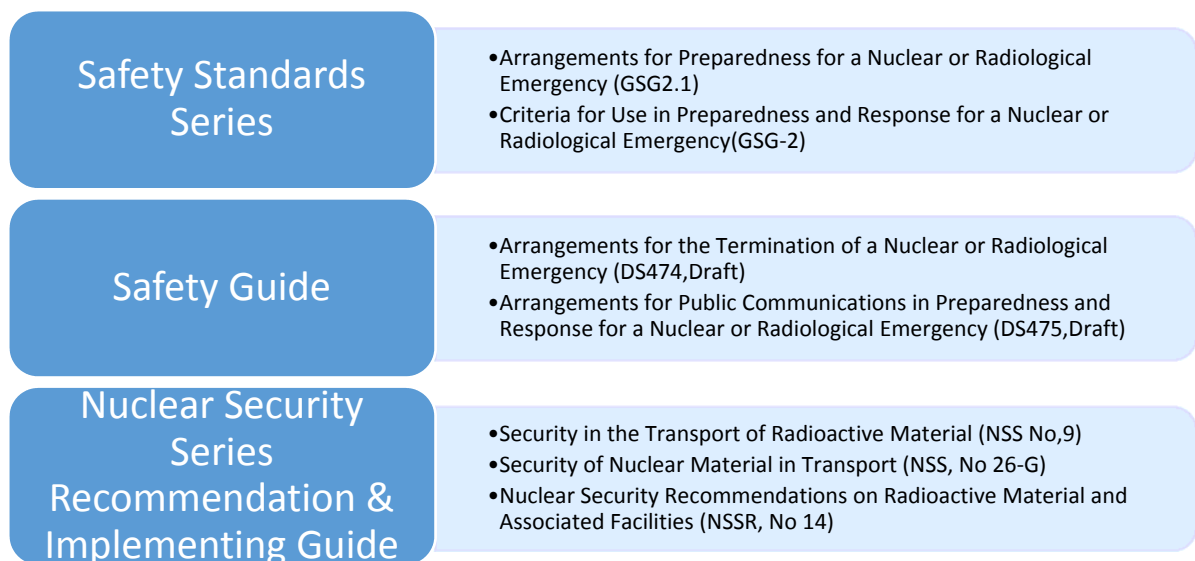 Safety Standards
Series
•Arrangements for Preparedness for a Nuclear or Radiological
Emergency (GSG2.1)
•Criteria for Use in Preparedness and Response for a Nuclear or
Radiological Emergency(GSG-2)
Safety Guide
•Arrangements for the Termination of a Nuclear or Radiological
Emergency (DS474,Draft)
•Arrangements for Public Communications in Preparedness and
Response for a Nuclear or Radiological Emergency (DS475,Draft)
Nuclear Security
Series
Recommendation &
Implementing Guide
•Security in the Transport of Radioactive Material (NSS No,9)
•Security of Nuclear Material in Transport (NSS, No 26-G)
•Nuclear Security Recommendations on Radioactive Material and
Associated Facilities (NSSR, No 14)